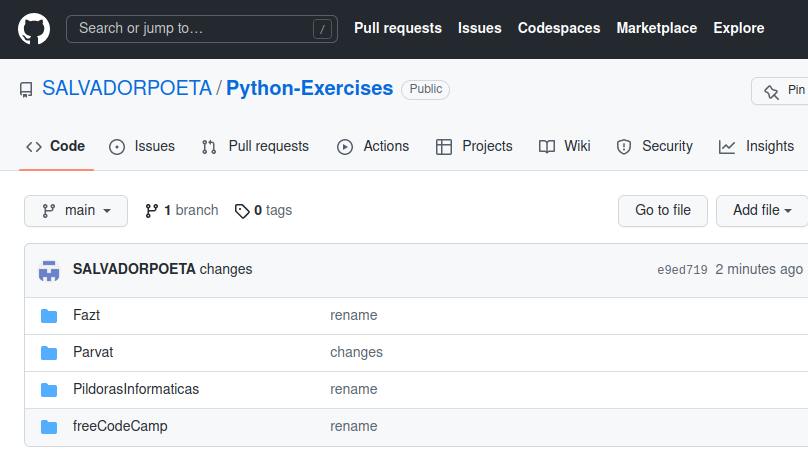 Search or jump to... / Pull requests Issues Codespaces Marketplace Explore
SALVADORPOETA / Python-Exercises Public Pin
Code Issues Pull requests Actions Projects Wiki Security Insights
main 1 branch 0 tags Go to file Add file
SALVADORPOETA changes e9ed719 2 minutes ago
Fazt rename
Parvat changes
PildorasInformaticas rename
freeCodeCamp rename